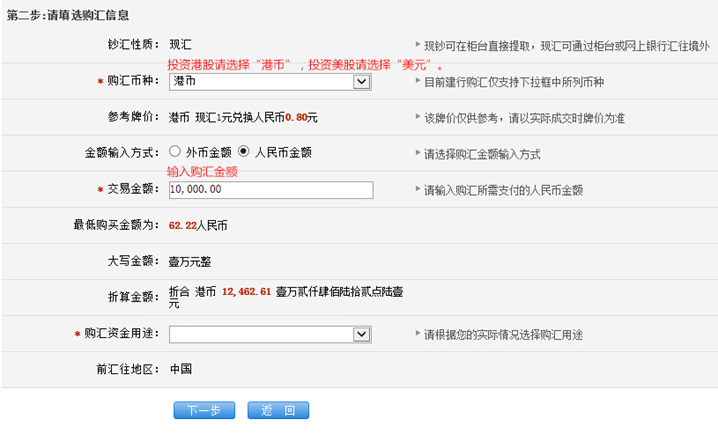 第二步:请填选购汇信息
钞汇性质： 现汇 现钞可在柜台直接提取，现汇可通过柜台或网上银行汇往境外
投资港股请选择“港币”，投资美股请选择“美元”。
* 购汇币种： 港币 目前建行购汇仅支持下拉框中所列币种
参考牌价： 港币 现汇1元兑换人民币0.80元 该牌价仅供参考，请以实际成交时牌价为准
金额输入方式： 外币金额 人民币金额 请选择购汇金额输入方式
输入购汇金额
* 交易金额： 10,000.00 请输入购汇所需支付的人民币金额
最低购买金额为： 62.22人民币
大写金额： 壹万元整
折算金额： 折合 港币 12,462.61 壹万贰仟肆佰陆拾贰点陆壹
元
* 购汇资金用途： 请根据您的实际情况选择购汇用途
前汇往地区： 中国
下一步 返 回